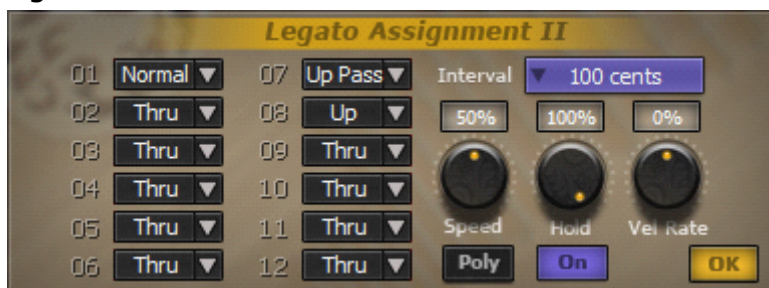 Legato Assignment II
01 Normal 07 Up Pass Interval 100 cents
02 Thru 08 Up 50% 100% 0%
03 Thru 09 Thru
04 Thru 10 Thru
05 Thru 11 Thru Speed Hold Vel Rate
06 Thru 12 Thru Poly On OK